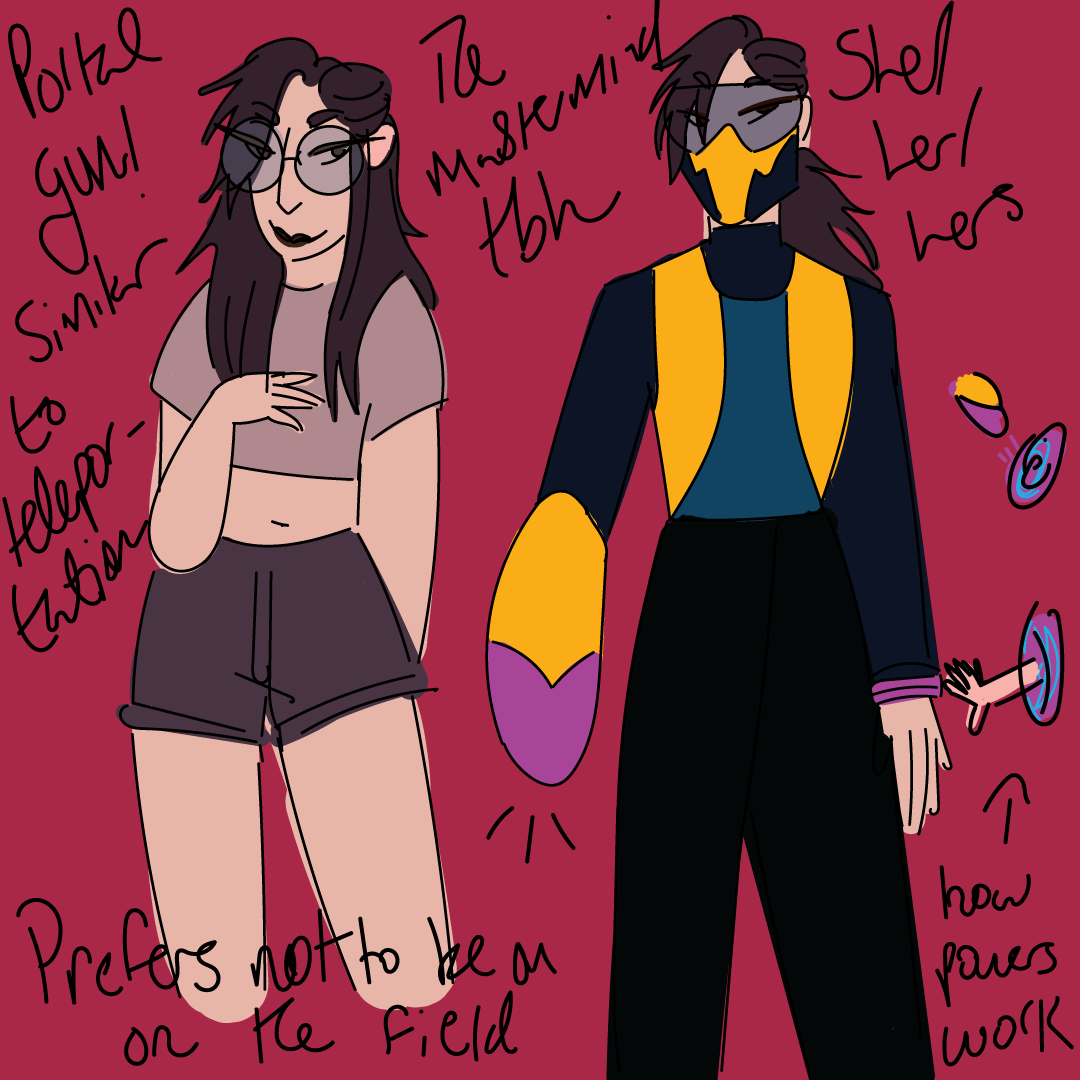 Portal
gun!
Similar
to
telepor-
tation
The
mastermind
tbh
She/
Her/
hers
how
powers
work
Prefers not to be
on the field